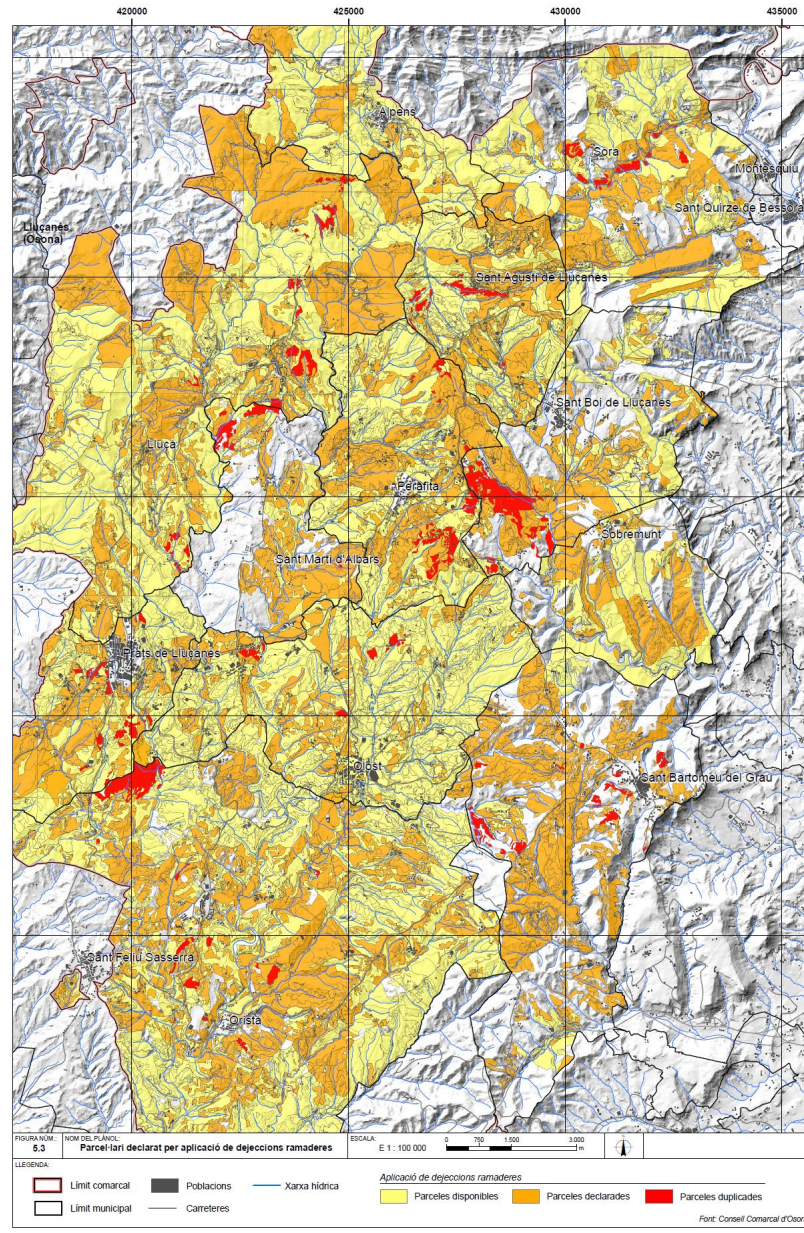 420000 425000 430000 435000
Alpens
Sora
Montesquiu
Sant Quirze de Bessora
Lluçanès
(Osona)
Sant Agustí de Lluçanès
Sant Boi de Lluçanès
Lluçà
Perafita
Sobremunt
Sant Martí d'Albars
Prats de Lluçanès
Olost
Sant Bartomeu del Grau
Sant Feliu Sasserra
Oristà
FIGURA NÚM.: NOM DEL PLÀNOL: ESCALA:
5.3 Parcel·lari declarat per aplicació de dejeccions ramaderes E 1 : 100 000 0 750 1.500 3.000 m
LLEGENDA:
Límit comarcal Poblacions Xarxa hídrica Aplicació de dejeccions ramaderes
Límit municipal Carreteres Parceles disponibles Parceles declarades Parceles duplicades
Font: Consell Comarcal d'Oson